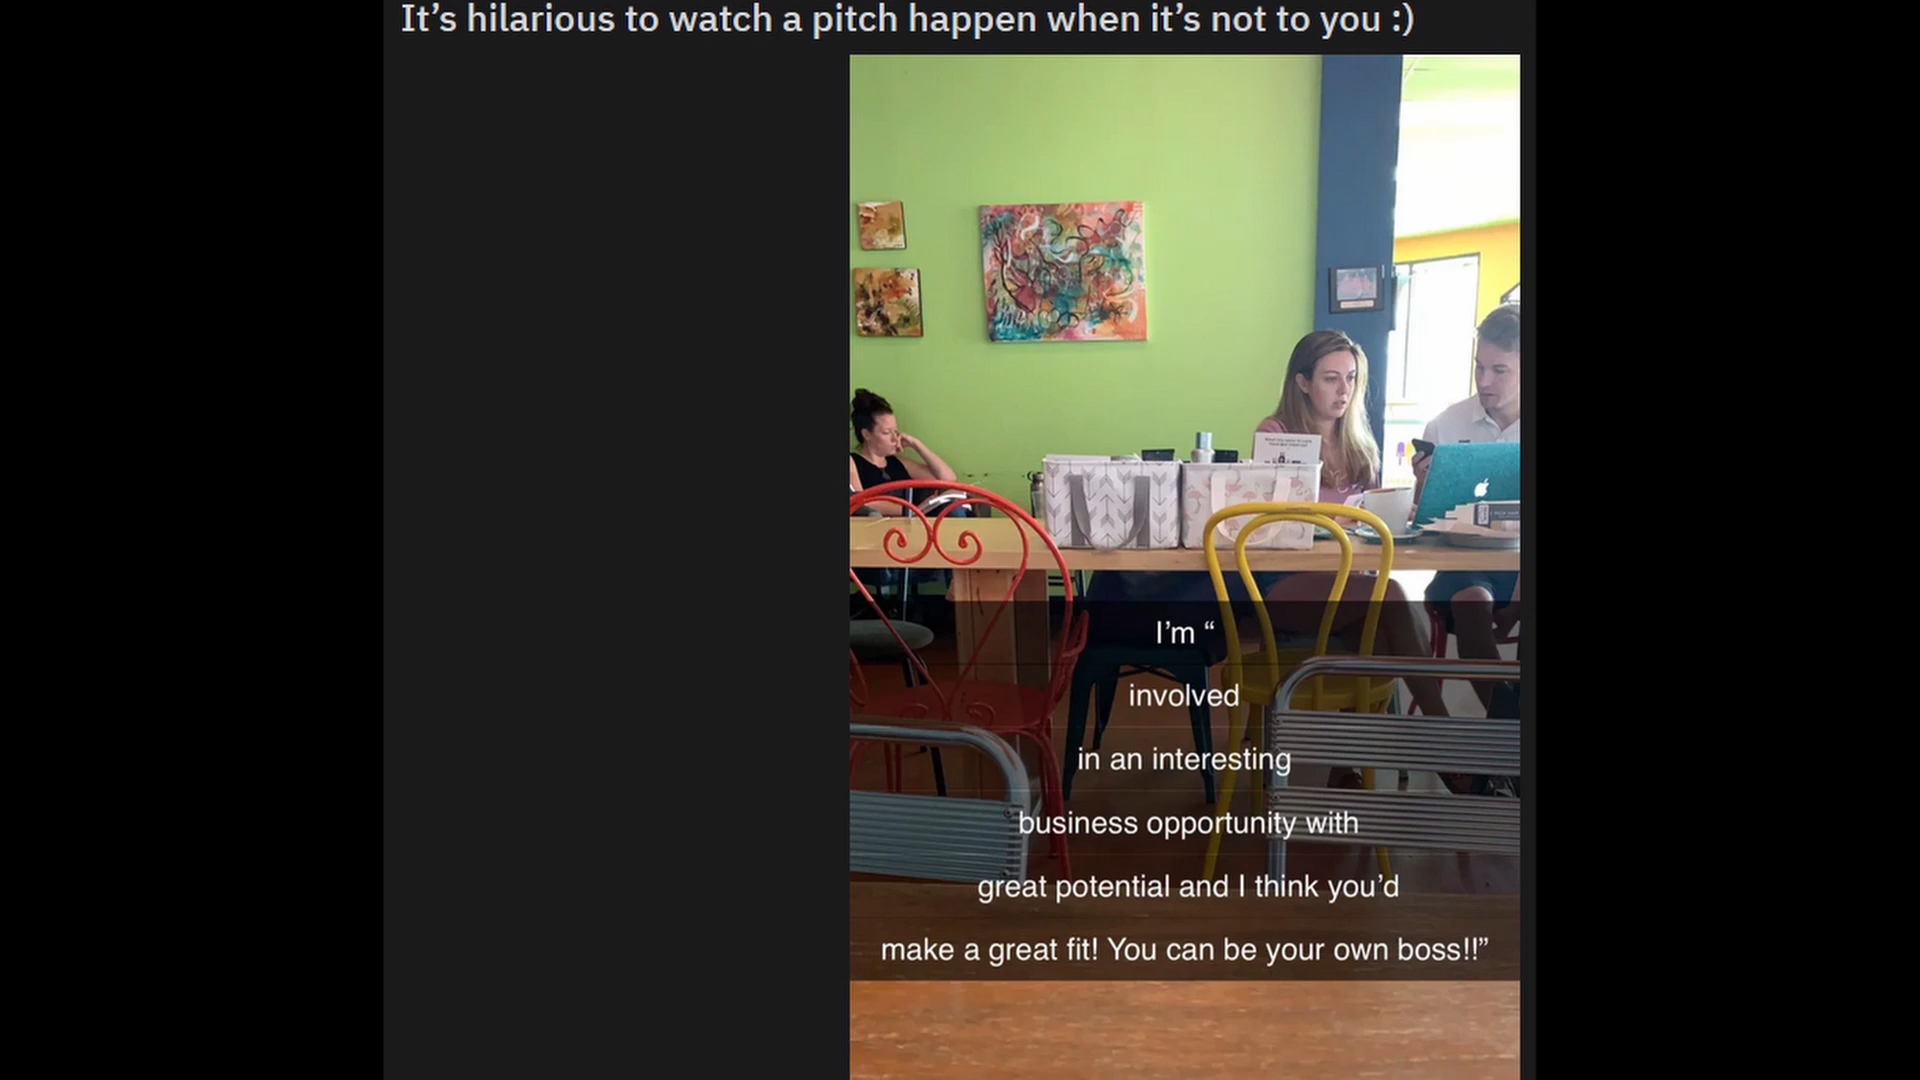 It’s hilarious to watch a pitch happen when it’s not to you :)
I’m “
involved
in an interesting
business opportunity with
great potential and I think you’d
make a great fit! You can be your own boss!!”